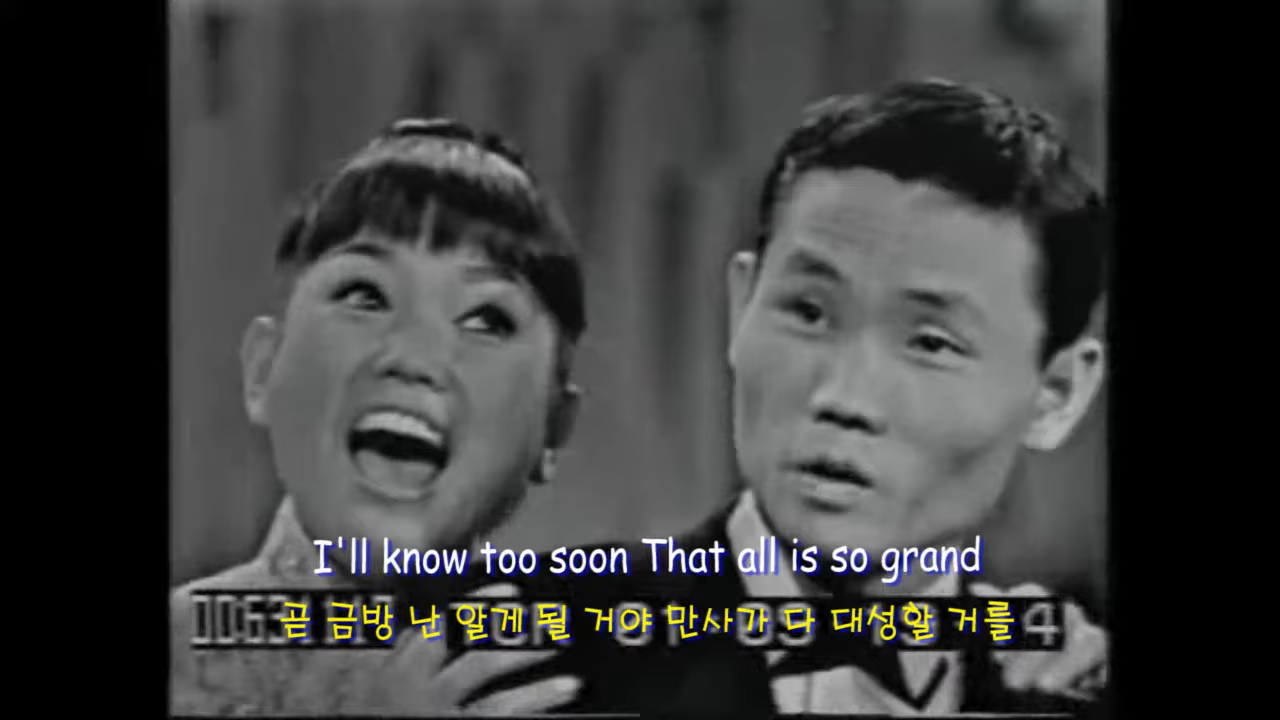 I'll know too soon That all is so grand
곧 금방 난 알게 될 거야 만사가 다 대성할 거를